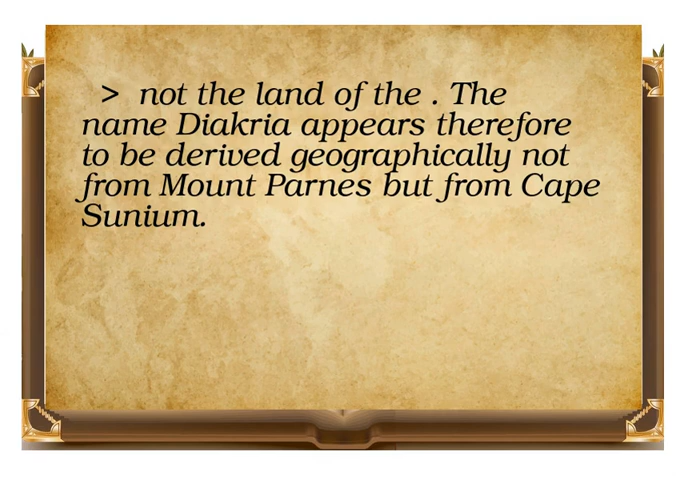 > not the land of the . The
name Diakria appears therefore
to be derived geographically not
from Mount Parnes but from Cape
Sunium.